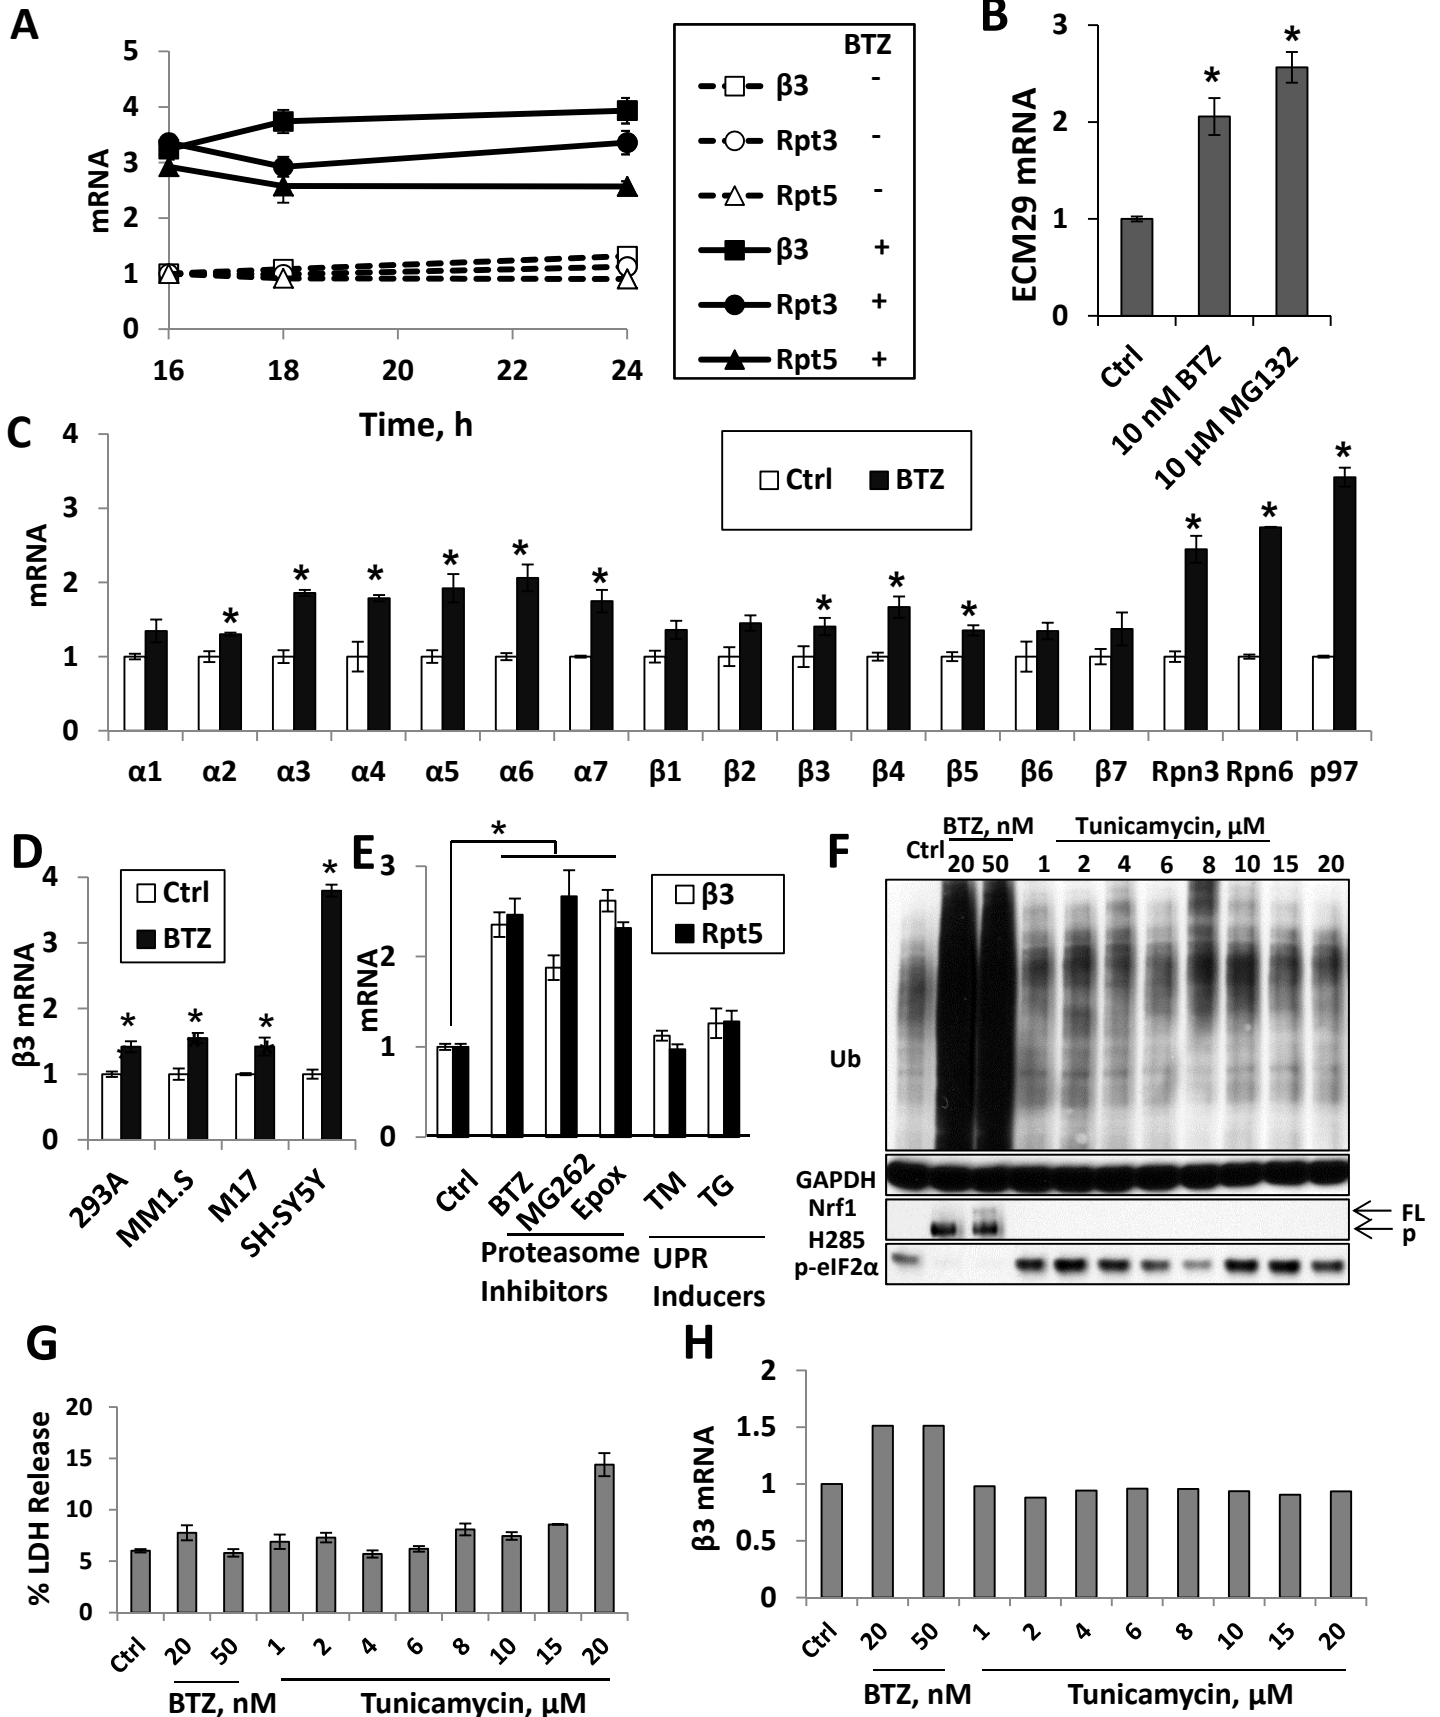 A
5
4
3
2
1
0
mRNA
16 18 20 22 24
Time, h
BTZ
β3 -
Rpt3 -
Rpt5 -
β3 +
Rpt3 +
Rpt5 +
B
3
2
1
0
ECM29 mRNA
* *
Ctrl
10 nM BTZ
10 μM MG132
C
4
3
2
1
0
mRNA
Ctrl BTZ
* * * * * * * * * * * *
α1 α2 α3 α4 α5 α6 α7 β1 β2 β3 β4 β5 β6 β7 Rpn3 Rpn6 p97
D
4
3
2
1
0
β3 mRNA
Ctrl
BTZ
* * * *
293A
MM1.S
M17
SH-SY5Y
E
3
2
1
0
mRNA
*
β3
Rpt5
Ctrl
BTZ
MG262
Epox
TM
TG
Proteasome
Inhibitors
UPR
Inducers
F
BTZ, nM Tunicamycin, μM
Ctrl 20 50 1 2 4 6 8 10 15 20
Ub
GAPDH
Nrf1
H285
FL
p
p-eIF2α
G
20
15
10
5
0
% LDH Release
Ctrl 20 50 1 2 4 6 8 10 15 20
BTZ, nM Tunicamycin, μM
H
2
1.5
1
0.5
0
β3 mRNA
Ctrl 20 50 1 2 4 6 8 10 15 20
BTZ, nM Tunicamycin, μM